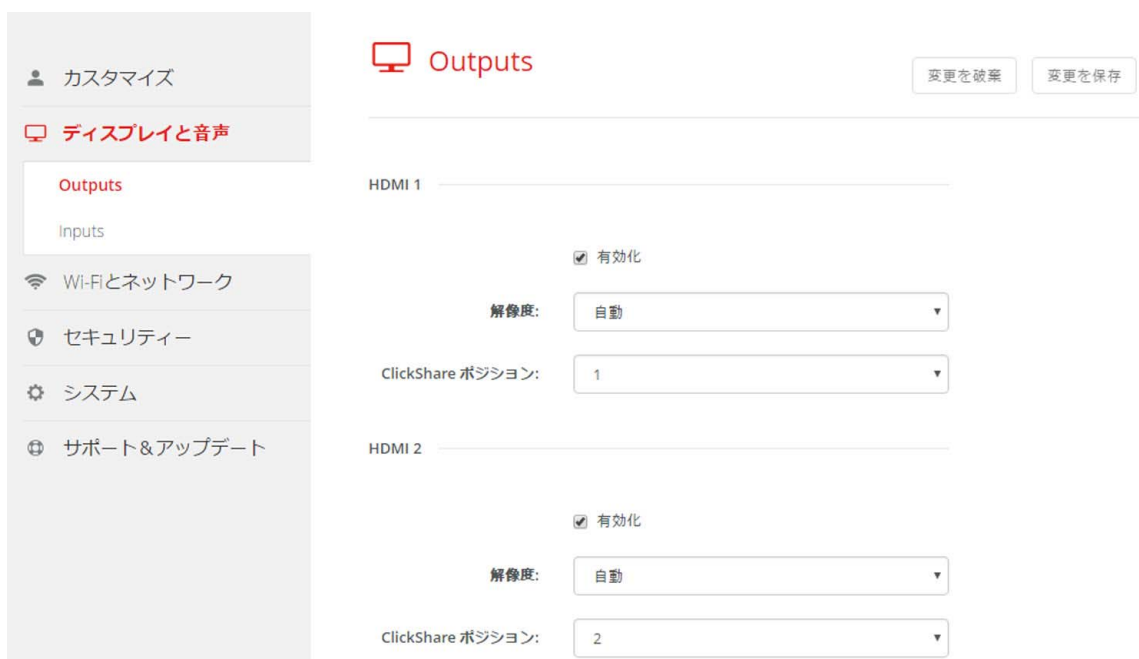 カスタマイズ
ディスプレイと音声
Outputs
Inputs
Wi-Fiとネットワーク
セキュリティー
システム
サポート＆アップデート
Outputs
変更を破棄
変更を保存
HDMI 1
有効化
解像度:
自動
ClickShare ポジション:
1
HDMI 2
有効化
解像度:
自動
ClickShare ポジション:
2